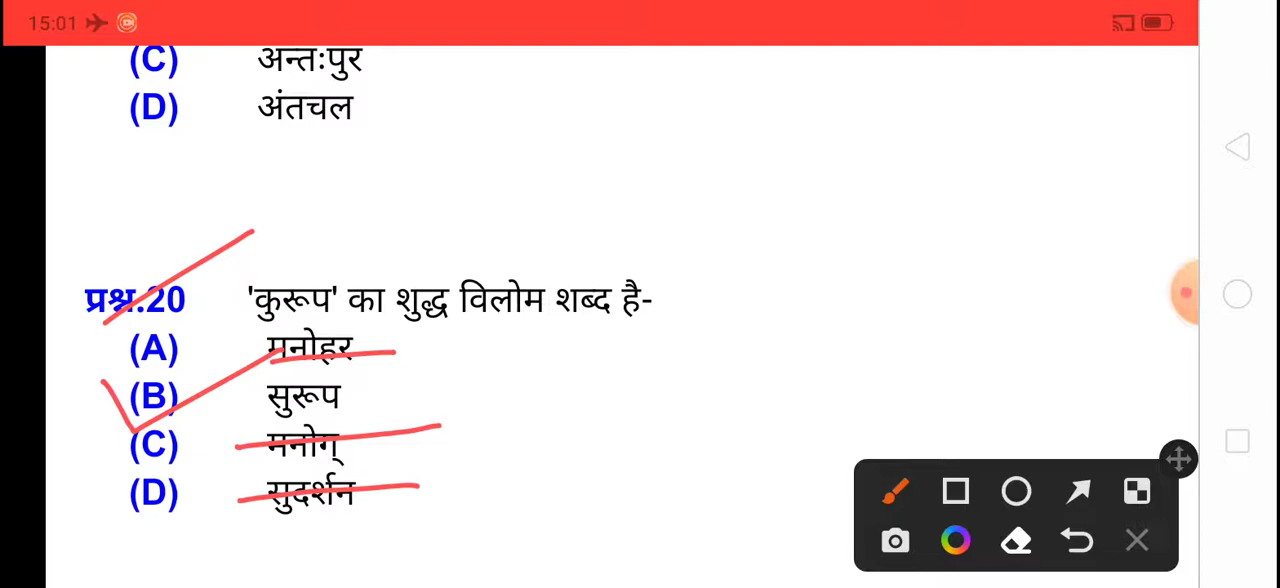 15:01
(C) अन्तःपुर
(D) अंतचल
प्रश्न.20 'कुरूप' का शुद्ध विलोम शब्द है-
(A) मनोहर
(B) सुरूप
(C) मनोग्
(D) सुदर्शन